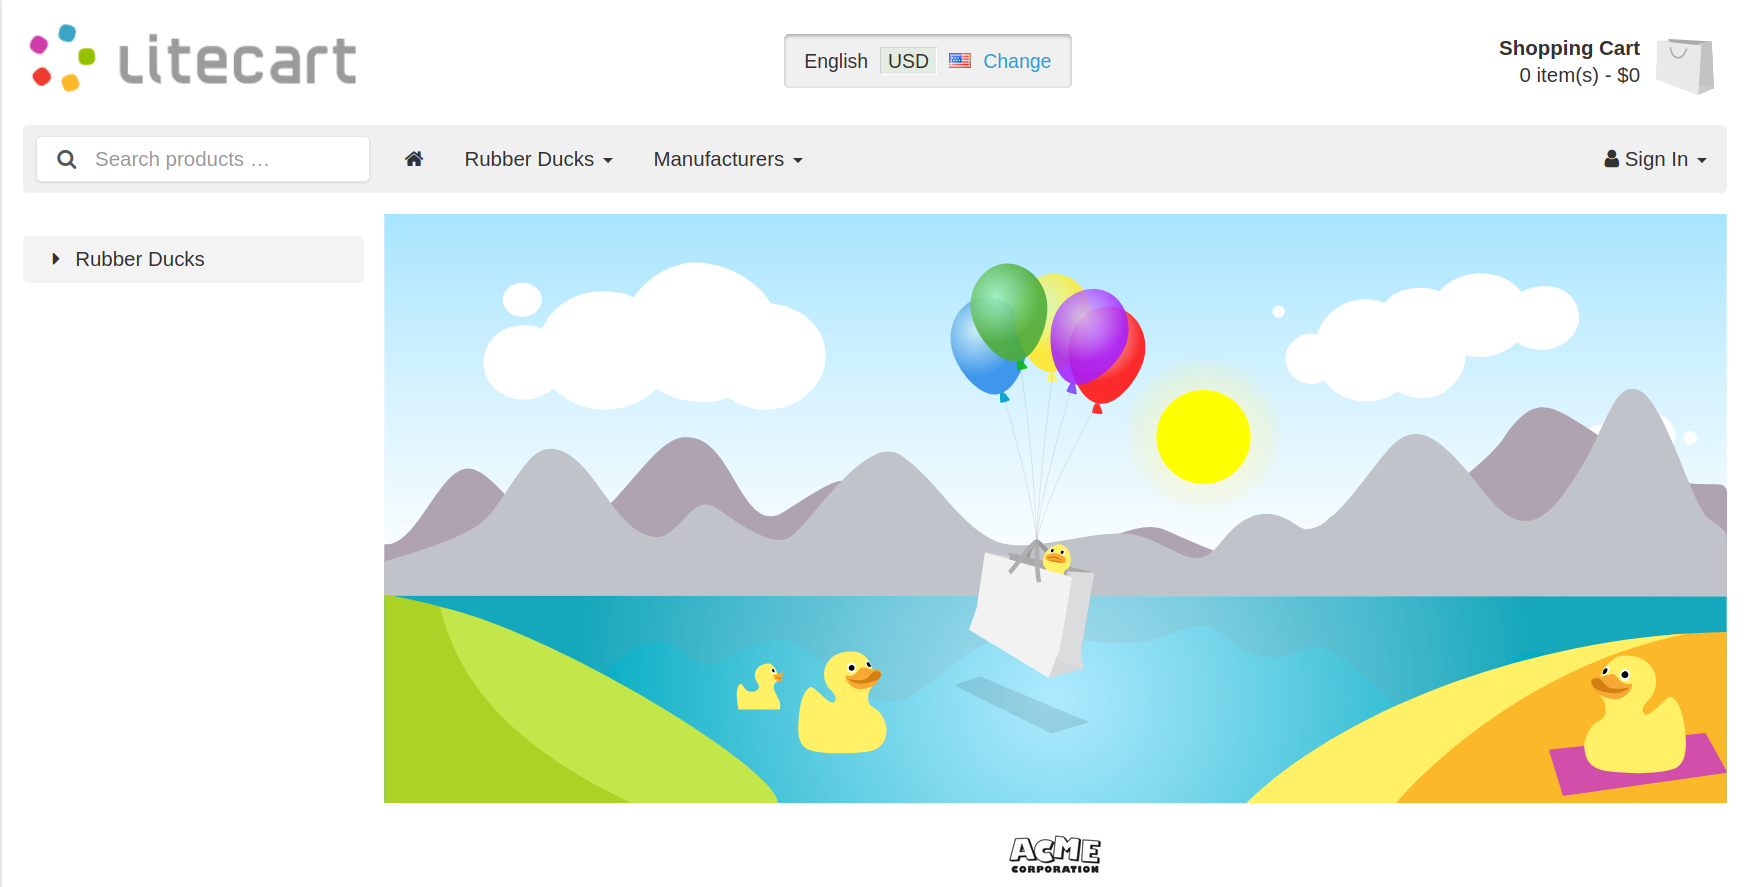 Litecart
English USD Change
Shopping Cart
0 item(s) - $0
Search products …
Rubber Ducks
Manufacturers
Sign In
Rubber Ducks
ACME
CORPORATION